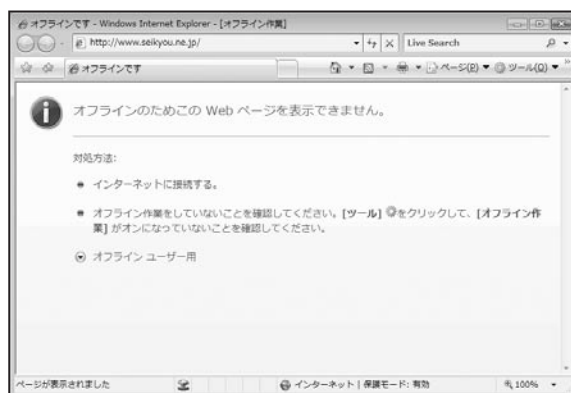 オフラインです - Windows Internet Explorer - [オフライン作業]
http://www.seikyou.ne.jp/
Live Search
オフラインです
ページ(P)
ツール(O)
オフラインのためこの Web ページを表示できません。
対処方法:
インターネットに接続する。
オフライン作業をしていないことを確認してください。[ツール] をクリックして、[オフライン作
業] がオンになっていないことを確認してください。
オフライン ユーザー用
ページが表示されました
インターネット | 保護モード: 有効
100%